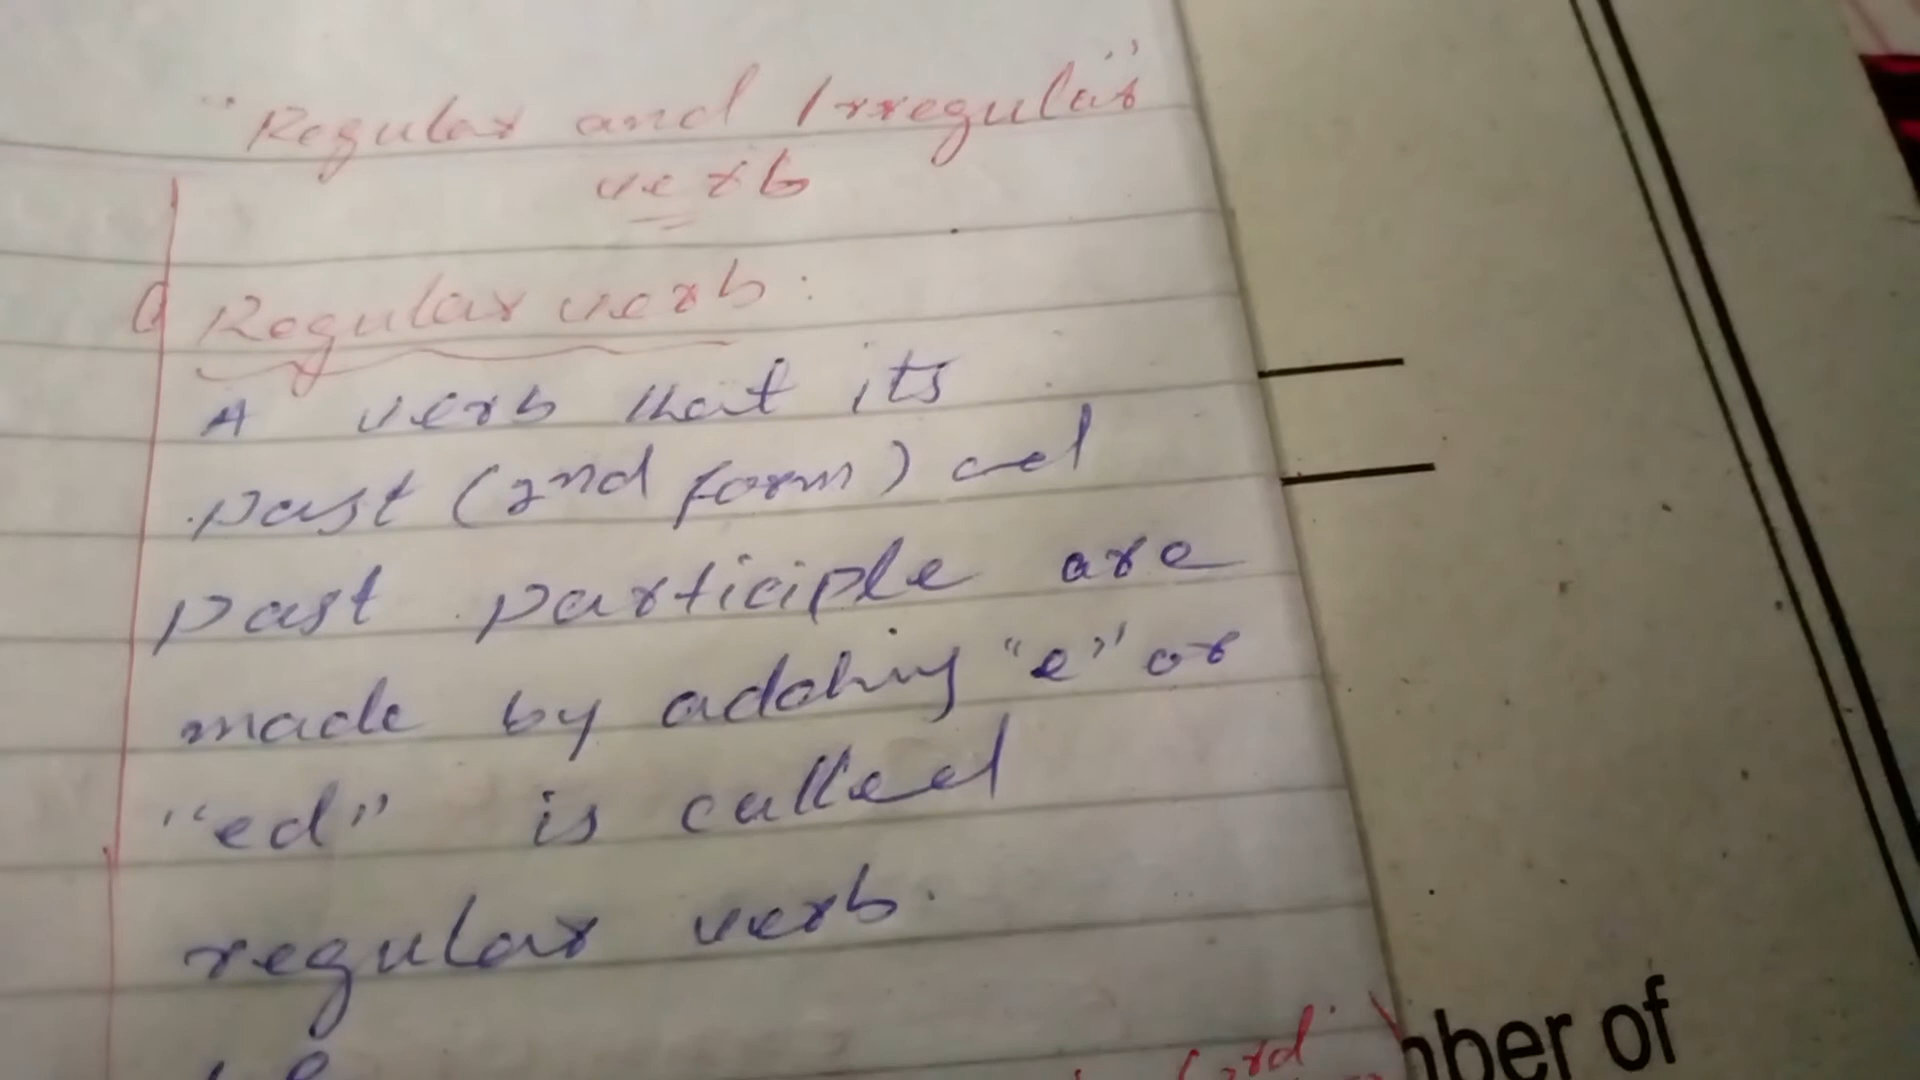 "Regular and Irregular"
verb
Regular verb:
A verb that its
past (2nd form) ad
past participle are
made by adding "e" or
"ed" is called
regular verb.
nber of